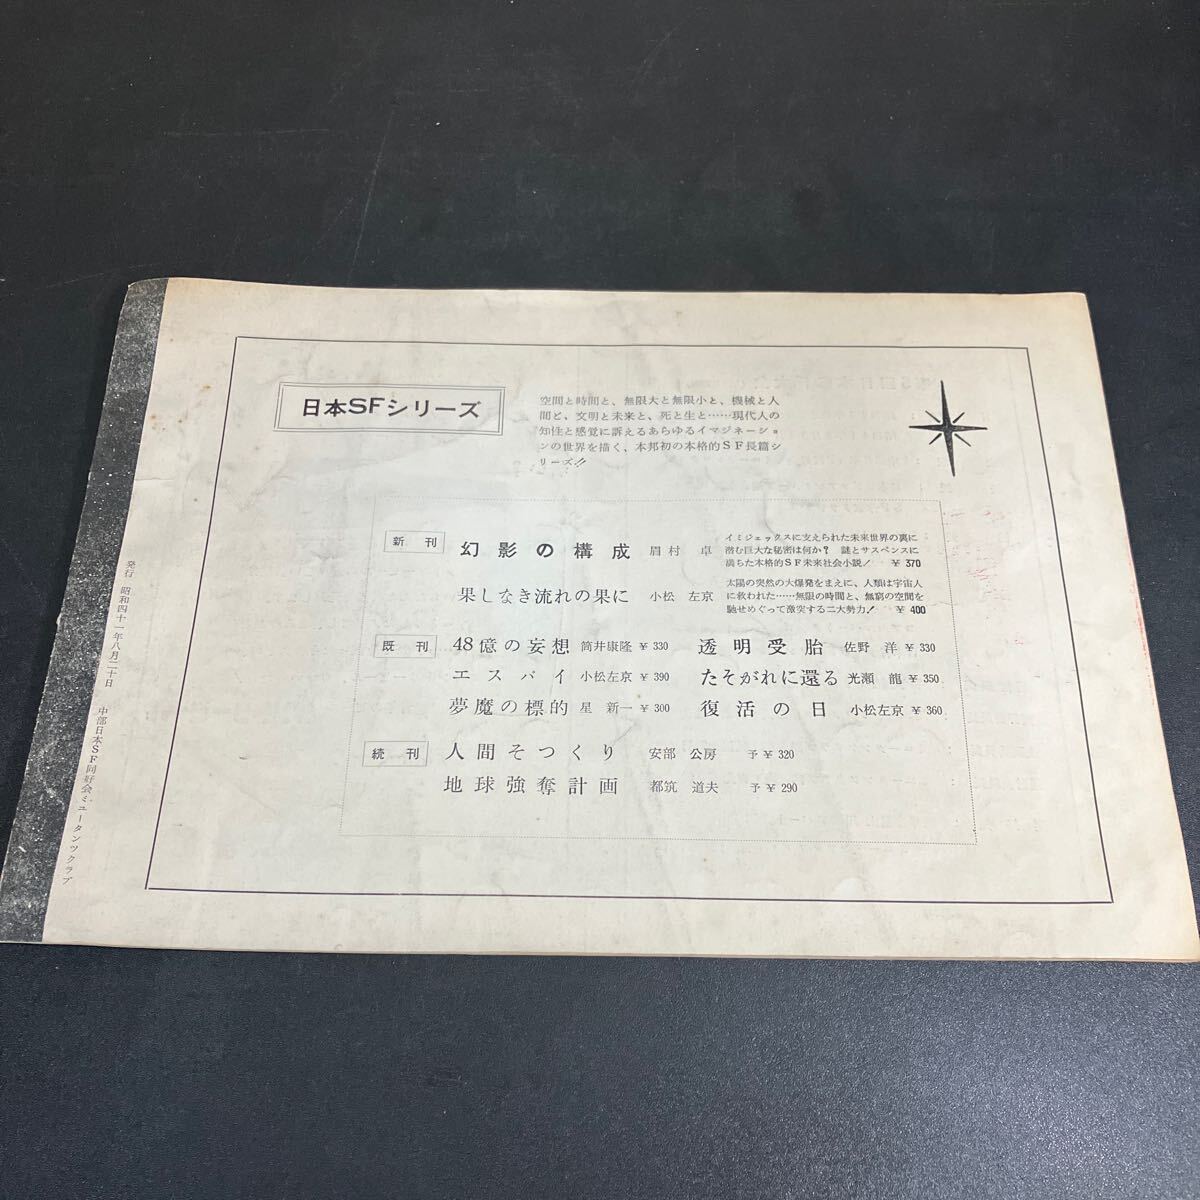 日本SFシリーズ
空間と時間と、無限大と無限小と、機械と人
間と、文明と未来と、死と生と……現代人の
知性と感覚に訴えるあらゆるイマジネーショ
ンの世界を描く、本邦初の本格的SF長篇シ
リーズ!!
新刊 幻影の構成 眉村 卓
イミジェックスに支えられた未来世界の裏に
潜む巨大な秘密は何か? 謎とサスペンスに
満ちた本格的SF未来社会小説! ¥370
果しなき流れの果に 小松 左京
太陽の突然の大爆発をまえに、人類は宇宙人
に救われた……無限の時間と、無窮の空間を
馳せめぐって激突する二大勢力! ¥400
既刊 48億の妄想 筒井康隆 ¥330 透明受胎 佐野 洋 ¥330
エスパイ 小松左京 ¥390 たそがれに還る 光瀬 龍 ¥350
夢魔の標的 星 新一 ¥300 復活の日 小松左京 ¥360
続刊 人間そつくり 安部 公房 予¥320
地球強奪計画 都筑 道夫 予¥290
発行 昭和四十一年八月二十日 中部日本SF同好会ミュータンツクラブ